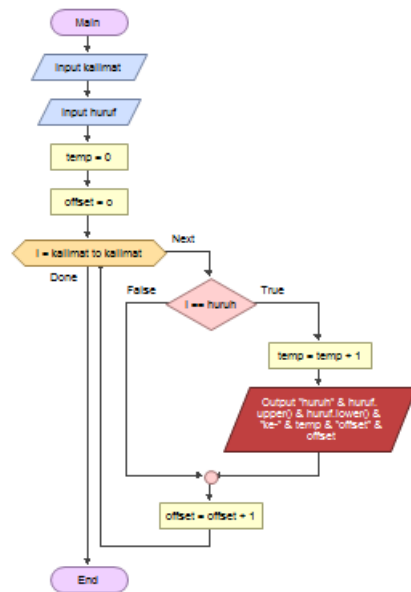 Main
Input kalimat
Input huruf
temp = 0
offset = o
I = kalimat to kalimat
Next
Done
I == huruh
False
True
temp = temp + 1
Output "huruh" & huruf.
upper() & huruf.lower() &
"ke-" & temp & "offset" &
offset
offset = offset + 1
End